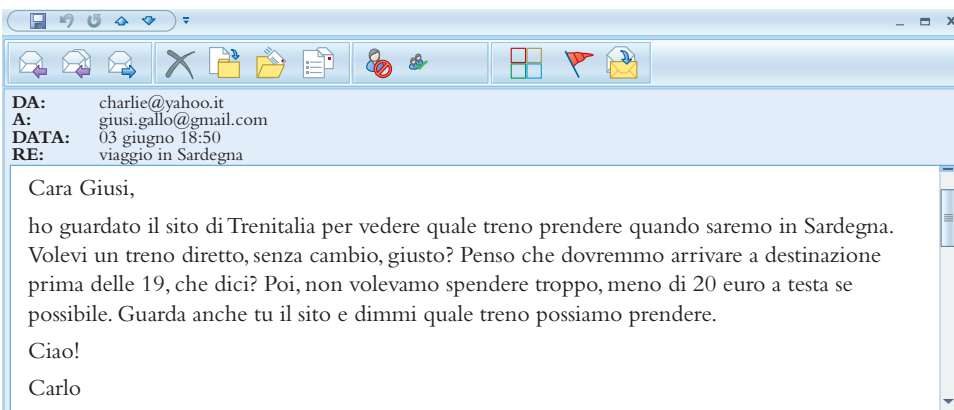 DA: charlie@yahoo.it
A: giusi.gallo@gmail.com
DATA: 03 giugno 18:50
RE: viaggio in Sardegna
Cara Giusi,
ho guardato il sito di Trenitalia per vedere quale treno prendere quando saremo in Sardegna.
Volevi un treno diretto, senza cambio, giusto? Penso che dovremmo arrivare a destinazione
prima delle 19, che dici? Poi, non volevamo spendere troppo, meno di 20 euro a testa se
possibile. Guarda anche tu il sito e dimmi quale treno possiamo prendere.
Ciao!
Carlo